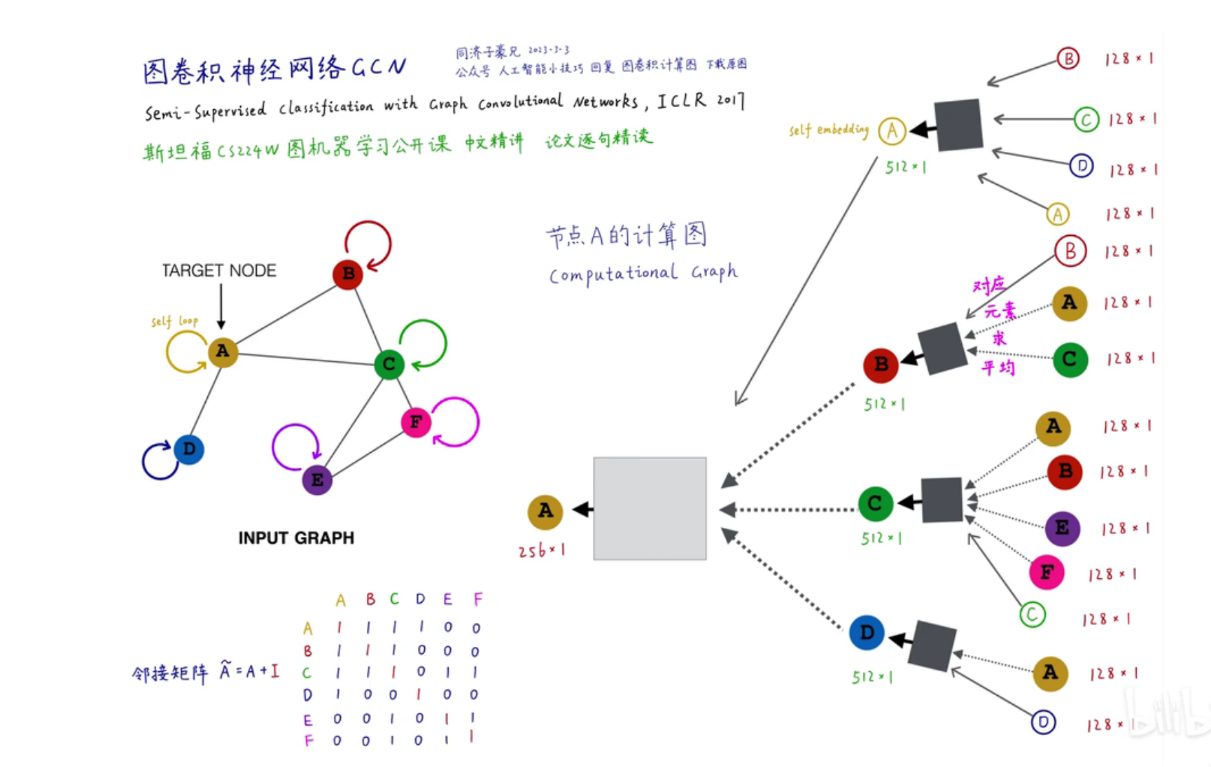 图卷积神经网络GCN
同济子豪兄 2023-3-3
公众号 人工智能小技巧 回复 图卷积计算图 下载原图
Semi-Supervised Classification with Graph Convolutional Networks, ICLR 2017
斯坦福CS224W图机器学习公开课 中文精讲 论文逐句精读
节点A的计算图
Computational Graph
TARGET NODE
self loop
A
B
C
D
E
F
INPUT GRAPH
邻接矩阵 Ã=A+I
A B C D E F
A 1 1 1 1 0 0
B 1 1 1 0 0 0
C 1 1 1 0 1 1
D 1 0 0 1 0 0
E 0 0 1 0 1 1
F 0 0 1 0 1 1
A
256×1
self embedding A
512×1
B 128×1
C 128×1
D 128×1
A 128×1
B
512×1
对应
元素
求
平均
B 128×1
A 128×1
C 128×1
C
512×1
A 128×1
B 128×1
E 128×1
F 128×1
C 128×1
D
512×1
A 128×1
D 128×1